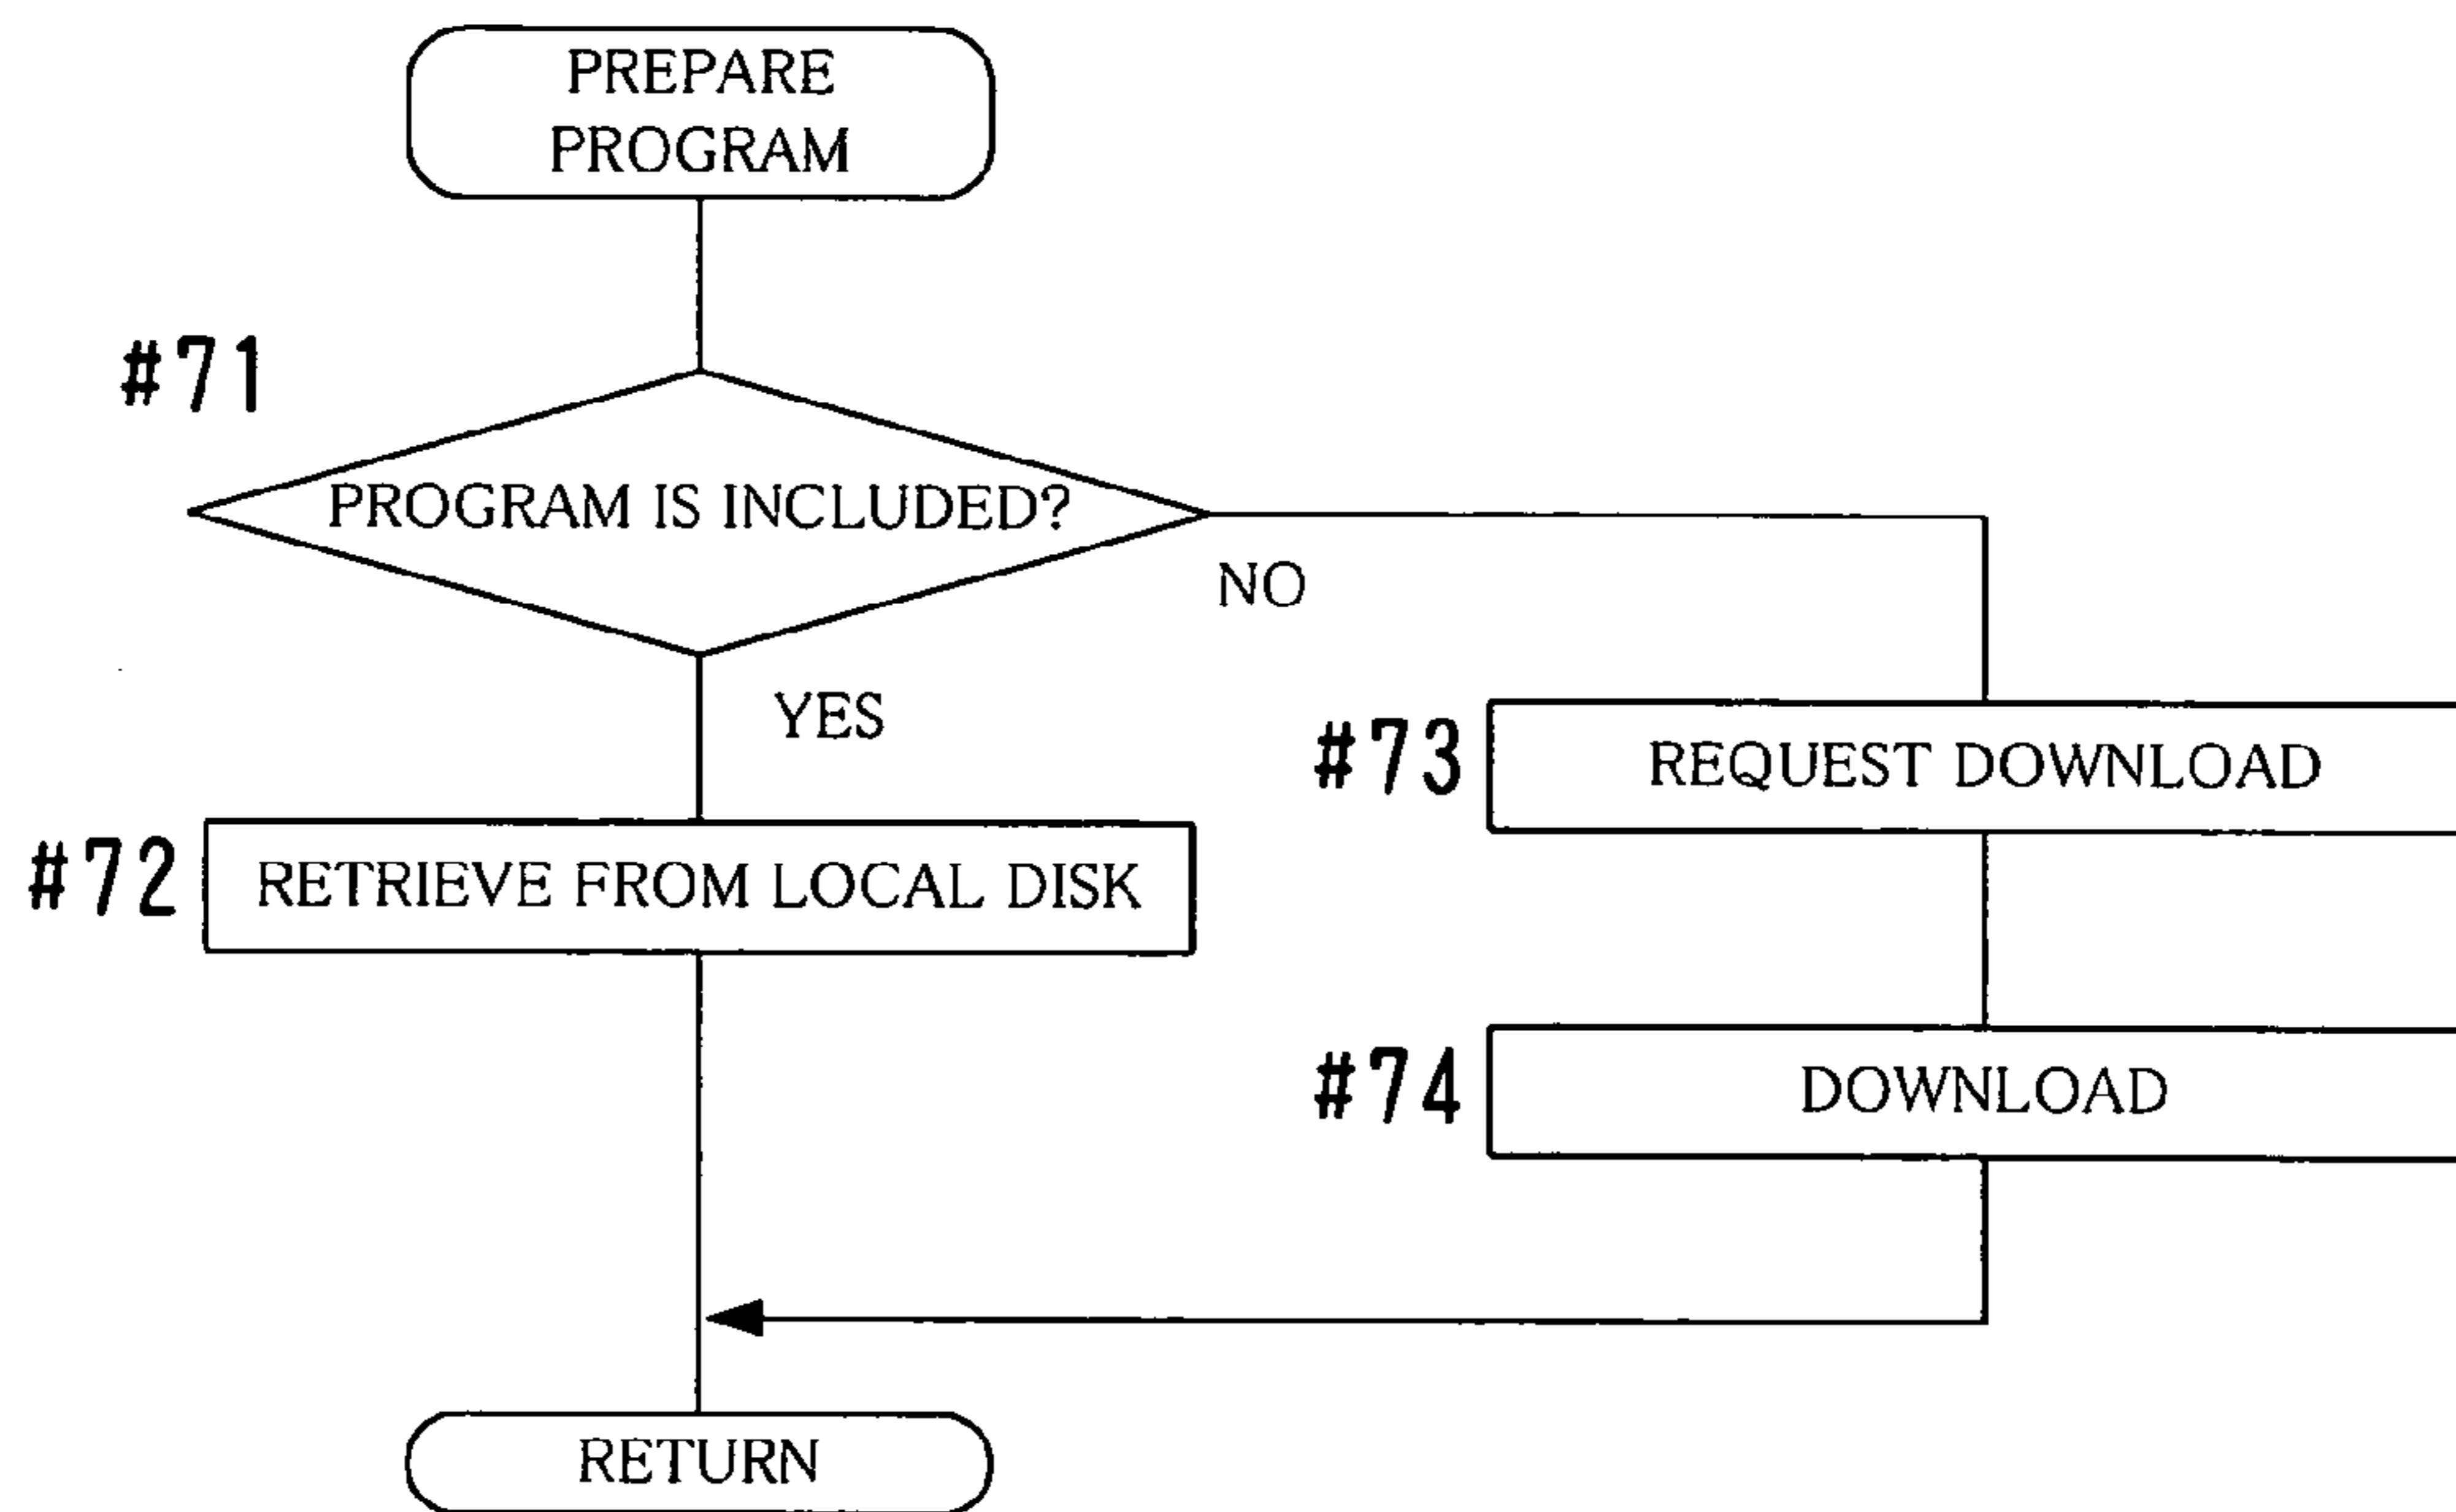 PREPARE
PROGRAM
#71
PROGRAM IS INCLUDED?
NO
YES
#73
REQUEST DOWNLOAD
#72
RETRIEVE FROM LOCAL DISK
#74
DOWNLOAD
RETURN